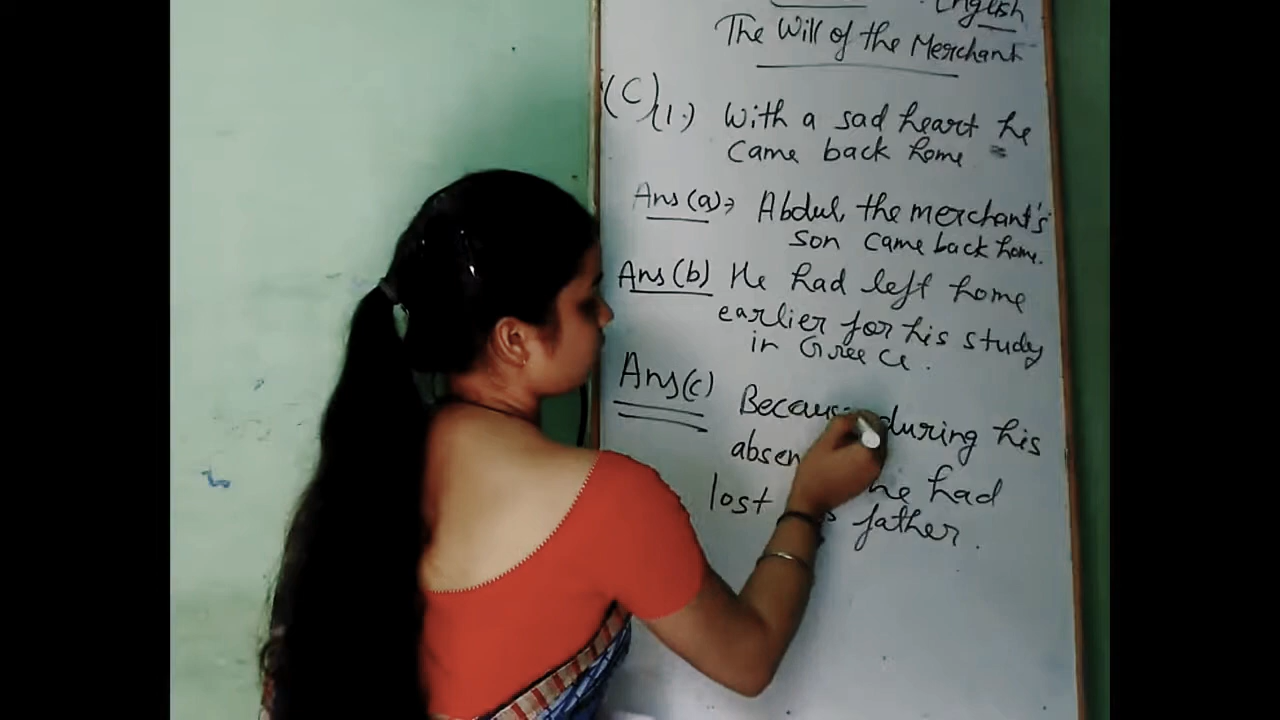 English
The Will of the Merchant
(C) (1.) With a sad heart he
came back home
Ans (a)⇒ Abdul, the merchant's
son came back home.
Ans (b) He had left home
earlier for his study
in Greece.
Ans (c) Because during his
he had
lost father.